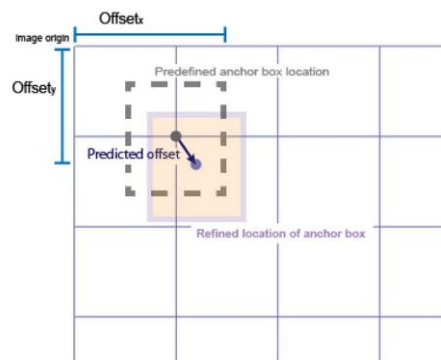 Offsetx
Image origin
Predefined anchor box location
Offsety
Predicted offset
Refined location of anchor box